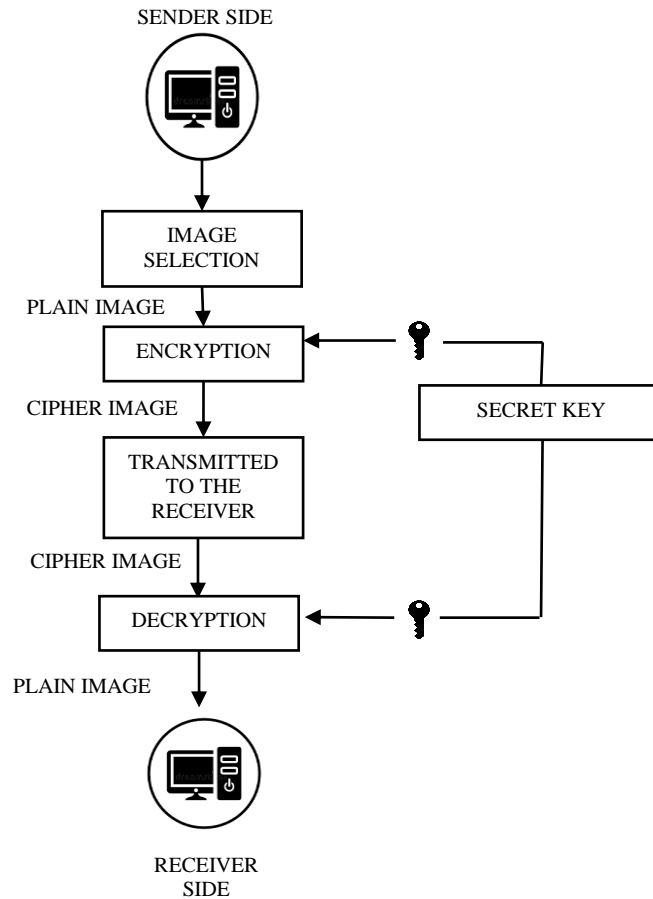 SENDER SIDE
IMAGE
SELECTION
PLAIN IMAGE
ENCRYPTION
CIPHER IMAGE
SECRET KEY
TRANSMITTED
TO THE
RECEIVER
CIPHER IMAGE
DECRYPTION
PLAIN IMAGE
RECEIVER
SIDE